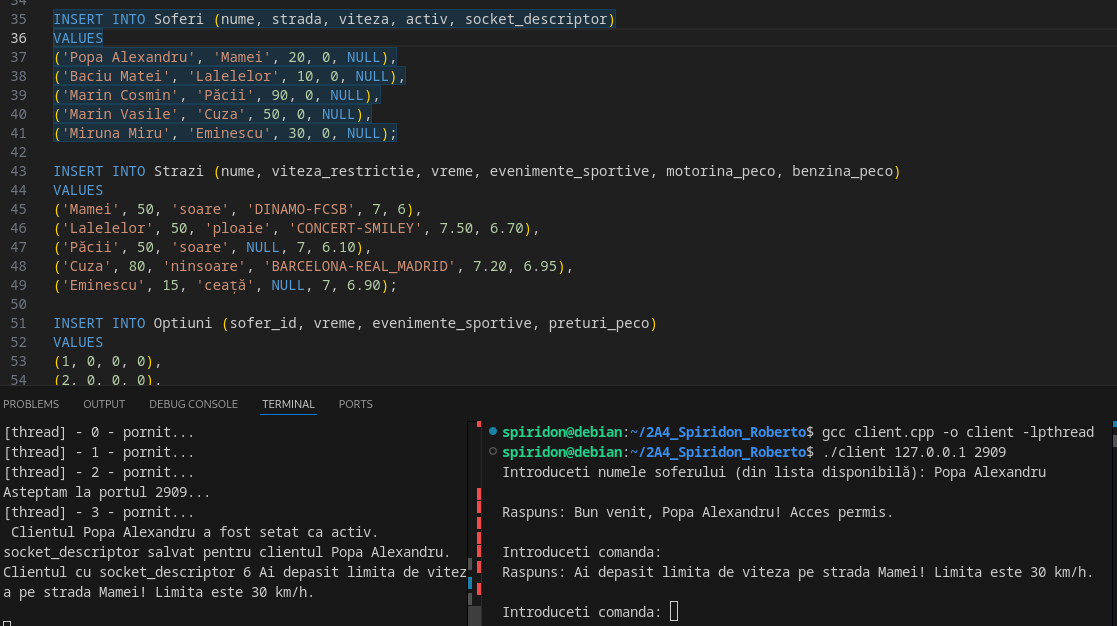 34
35 INSERT INTO Soferi (nume, strada, viteza, activ, socket_descriptor)
36 VALUES
37 ('Popa Alexandru', 'Mamei', 20, 0, NULL),
38 ('Baciu Matei', 'Lalelelor', 10, 0, NULL),
39 ('Marin Cosmin', 'Păcii', 90, 0, NULL),
40 ('Marin Vasile', 'Cuza', 50, 0, NULL),
41 ('Miruna Miru', 'Eminescu', 30, 0, NULL);
42
43 INSERT INTO Strazi (nume, viteza_restrictie, vreme, evenimente_sportive, motorina_peco, benzina_peco)
44 VALUES
45 ('Mamei', 50, 'soare', 'DINAMO-FCSB', 7, 6),
46 ('Lalelelor', 50, 'ploaie', 'CONCERT-SMILEY', 7.50, 6.70),
47 ('Păcii', 50, 'soare', NULL, 7, 6.10),
48 ('Cuza', 80, 'ninsoare', 'BARCELONA-REAL_MADRID', 7.20, 6.95),
49 ('Eminescu', 15, 'ceață', NULL, 7, 6.90);
50
51 INSERT INTO Optiuni (sofer_id, vreme, evenimente_sportive, preturi_peco)
52 VALUES
53 (1, 0, 0, 0),
54 (2, 0, 0, 0),
PROBLEMS OUTPUT DEBUG CONSOLE TERMINAL PORTS
[thread] - 0 - pornit...
[thread] - 1 - pornit...
[thread] - 2 - pornit...
Asteptam la portul 2909...
[thread] - 3 - pornit...
Clientul Popa Alexandru a fost setat ca activ.
socket_descriptor salvat pentru clientul Popa Alexandru.
Clientul cu socket_descriptor 6 Ai depasit limita de vitez
a pe strada Mamei! Limita este 30 km/h.
spiridon@debian:~/2A4_Spiridon_Roberto$ gcc client.cpp -o client -lpthread
spiridon@debian:~/2A4_Spiridon_Roberto$ ./client 127.0.0.1 2909
Introduceti numele soferului (din lista disponibilă): Popa Alexandru
Raspuns: Bun venit, Popa Alexandru! Acces permis.
Introduceti comanda:
Raspuns: Ai depasit limita de viteza pe strada Mamei! Limita este 30 km/h.
Introduceti comanda: